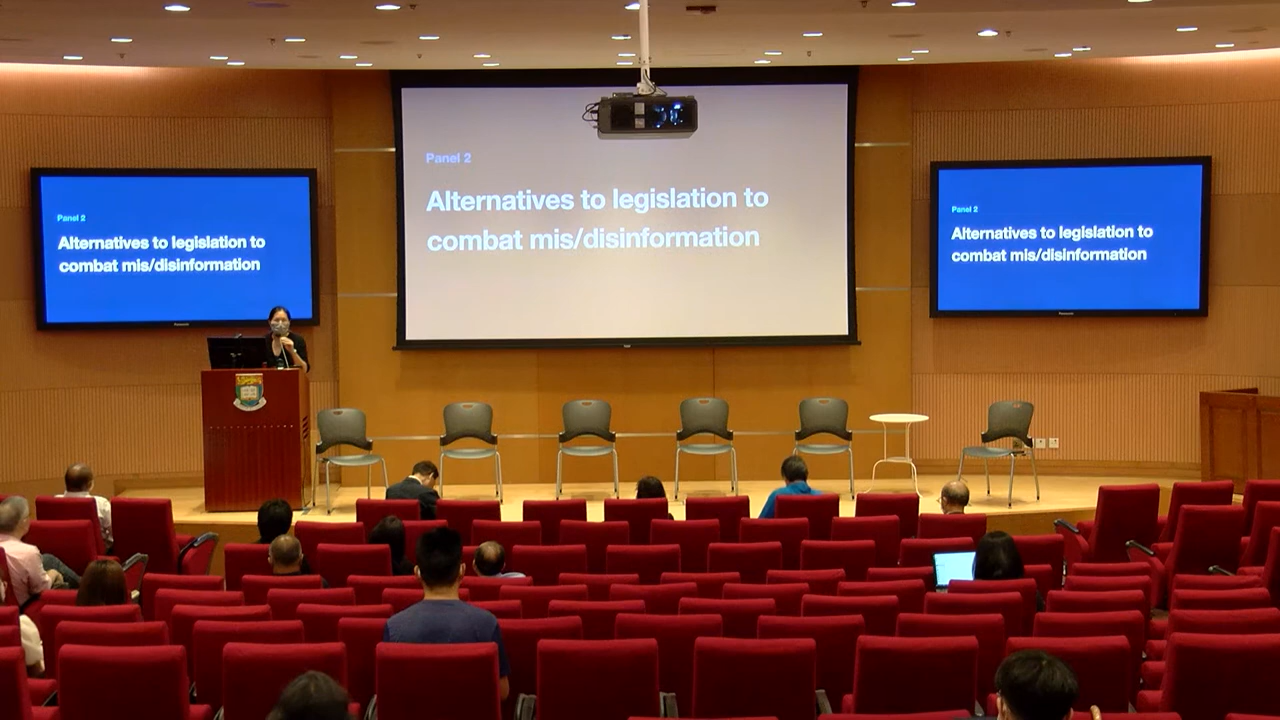 Panel 2
Alternatives to legislation to
combat mis/disinformation
Panel 2
Alternatives to legislation to
combat mis/disinformation
Panel 2
Alternatives to legislation to
combat mis/disinformation